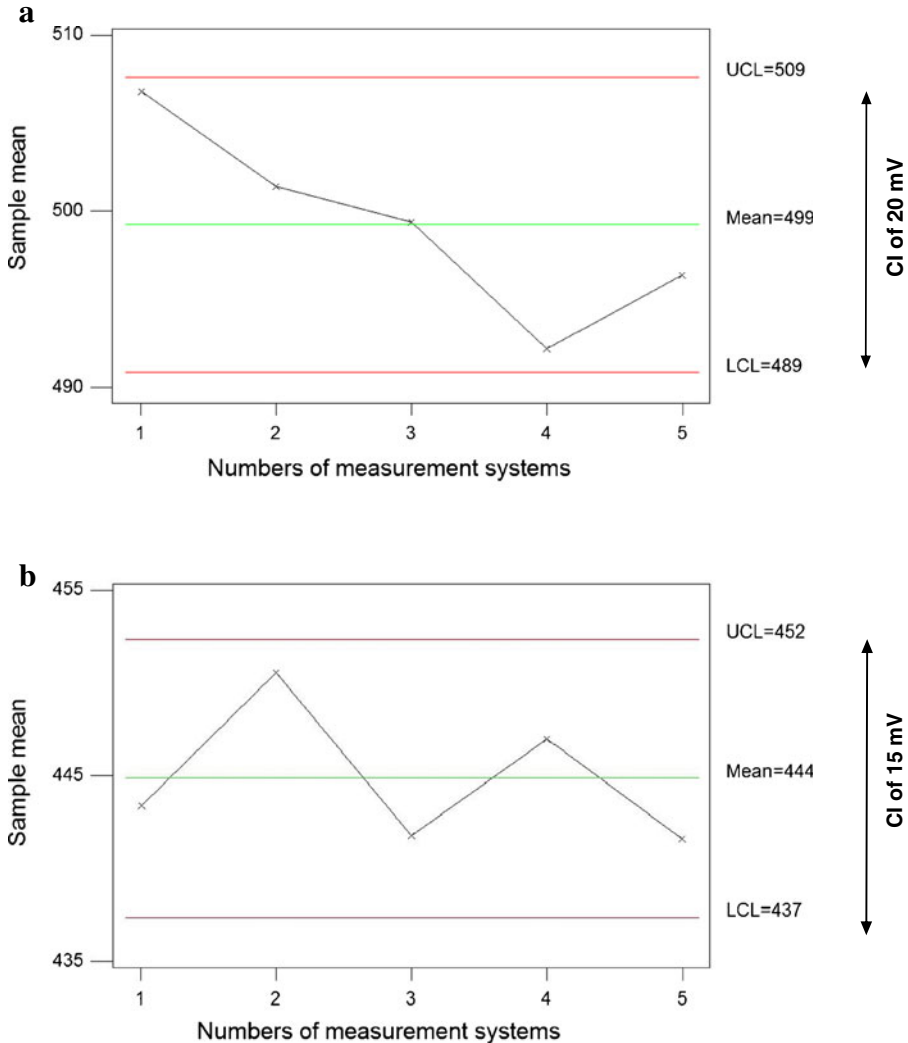 a
510
500
490
Sample mean
UCL=509
Mean=499
LCL=489
CI of 20 mV
1 2 3 4 5
Numbers of measurement systems
b
455
445
435
Sample mean
UCL=452
Mean=444
LCL=437
CI of 15 mV
1 2 3 4 5
Numbers of measurement systems